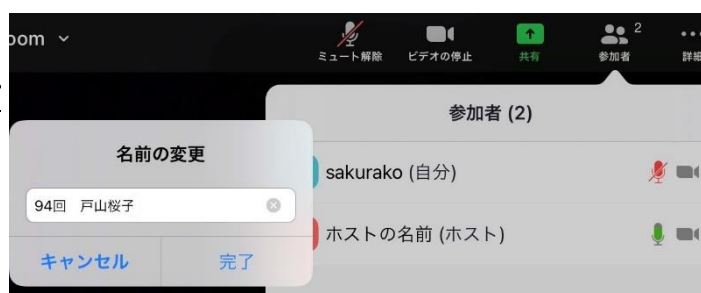 oom
ミュート解除 ビデオの停止 共有 参加者 2 詳細
参加者 (2)
名前の変更
sakurako (自分)
94回 戸山桜子
ホストの名前 (ホスト)
キャンセル 完了